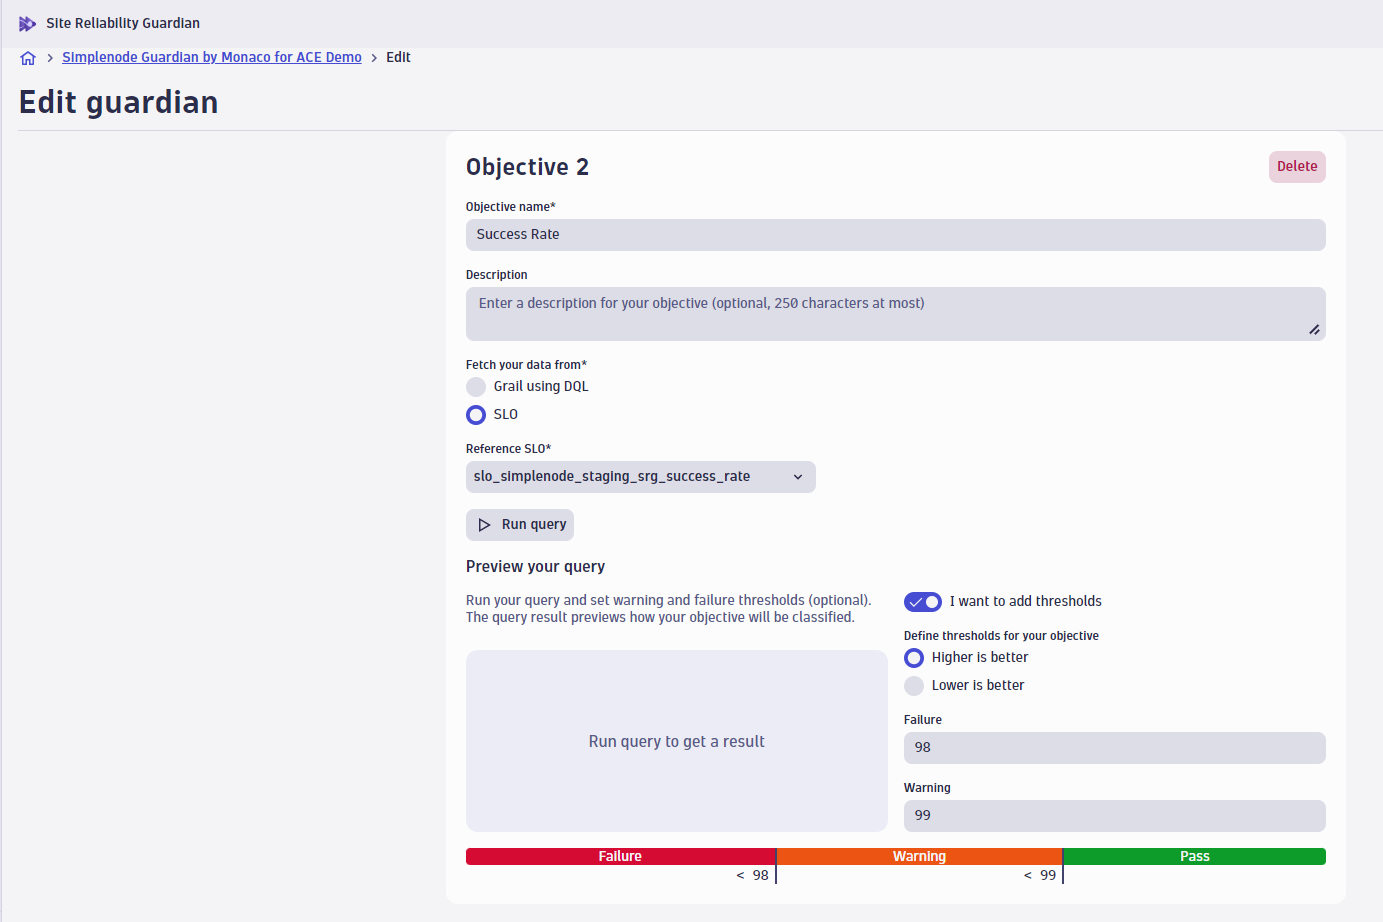 Site Reliability Guardian
Simplenode Guardian by Monaco for ACE Demo > Edit
Edit guardian
Objective 2
Delete
Objective name*
Success Rate
Description
Enter a description for your objective (optional, 250 characters at most)
Fetch your data from*
Grail using DQL
SLO
Reference SLO*
slo_simplenode_staging_srg_success_rate
Run query
Preview your query
Run your query and set warning and failure thresholds (optional).
The query result previews how your objective will be classified.
Run query to get a result
I want to add thresholds
Define thresholds for your objective
Higher is better
Lower is better
Failure
98
Warning
99
Failure Warning Pass
< 98 < 99